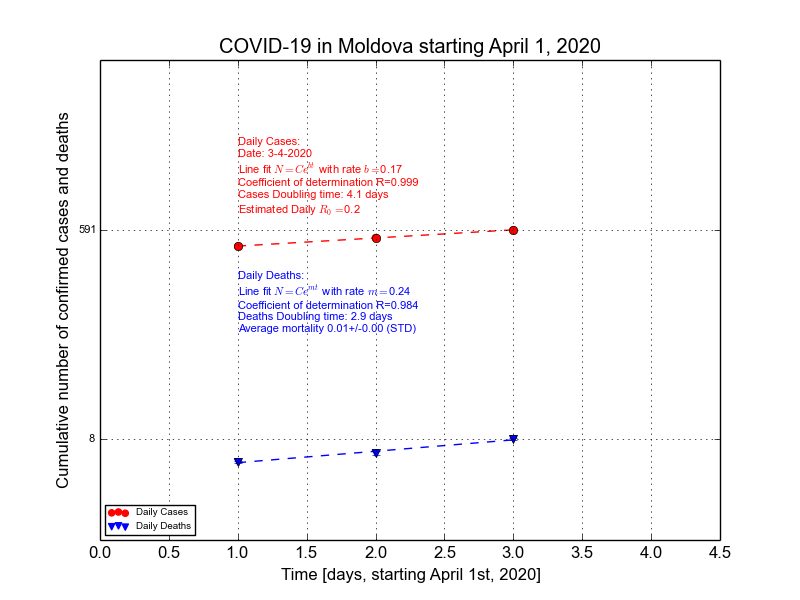 COVID-19 in Moldova starting April 1, 2020
Cumulative number of confirmed cases and deaths
591
8
Daily Cases:
Date: 3-4-2020
Line fit N=Ce^{bt} with rate b=0.17
Coefficient of determination R=0.999
Cases Doubling time: 4.1 days
Estimated Daily R_0=0.2
Daily Deaths:
Line fit N=Ce^{mt} with rate m=0.24
Coefficient of determination R=0.984
Deaths Doubling time: 2.9 days
Average mortality 0.01+/-0.00 (STD)
Daily Cases
Daily Deaths
0.0 0.5 1.0 1.5 2.0 2.5 3.0 3.5 4.0 4.5
Time [days, starting April 1st, 2020]